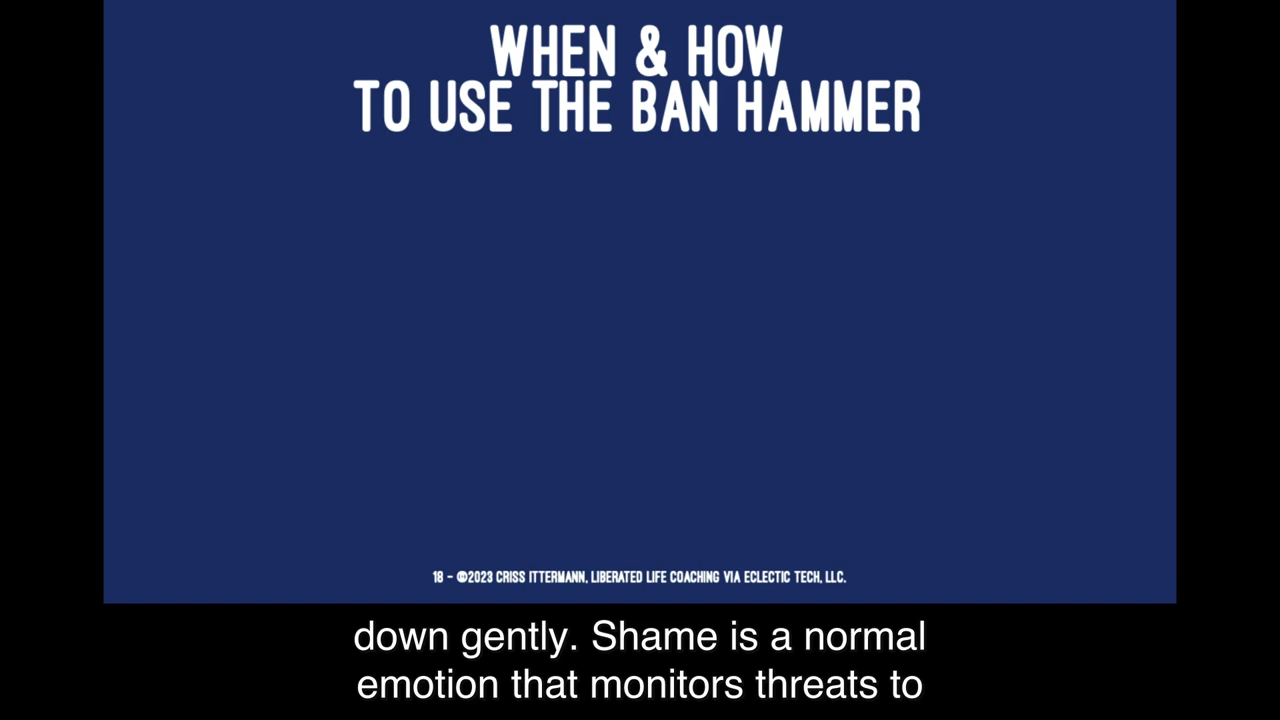 WHEN & HOW
TO USE THE BAN HAMMER
18 - ©2023 CRISS ITTERMANN, LIBERATED LIFE COACHING VIA ECLECTIC TECH, LLC.
down gently. Shame is a normal
emotion that monitors threats to